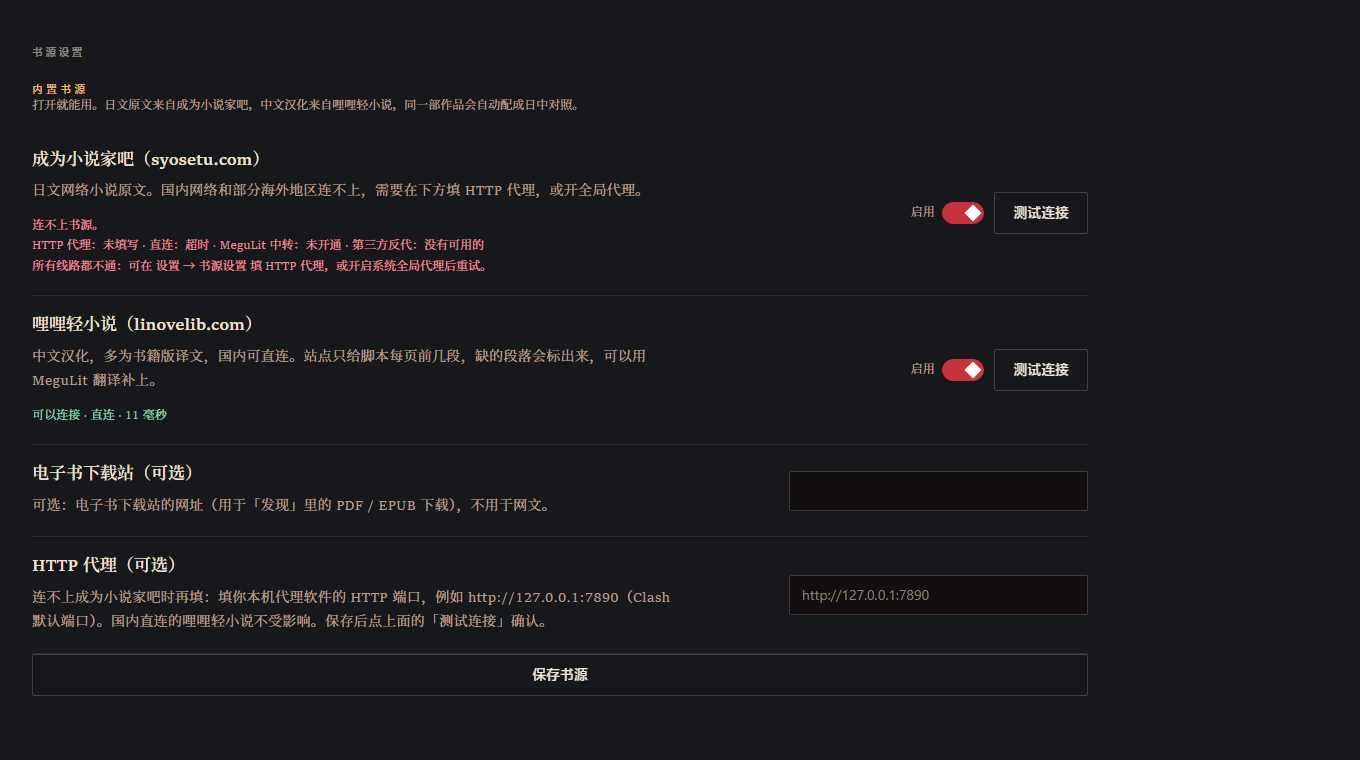 书源设置
内置书源
打开就能用。日文原文来自成为小说家吧，中文汉化来自哩哩轻小说，同一部作品会自动配成日中对照。
成为小说家吧（syosetu.com）
日文网络小说原文。国内网络和部分海外地区连不上，需要在下方填 HTTP 代理，或开全局代理。
启用
测试连接
连不上书源。
HTTP 代理：未填写 · 直连：超时 · MeguLit 中转：未开通 · 第三方反代：没有可用的
所有线路都不通：可在 设置 → 书源设置 填 HTTP 代理，或开启系统全局代理后重试。
哩哩轻小说（linovelib.com）
中文汉化，多为书籍版译文，国内可直连。站点只给脚本每页前几段，缺的段落会标出来，可以用
MeguLit 翻译补上。
启用
测试连接
可以连接 · 直连 · 11 毫秒
电子书下载站（可选）
可选：电子书下载站的网址（用于「发现」里的 PDF / EPUB 下载），不用于网文。
HTTP 代理（可选）
连不上成为小说家吧时再填：填你本机代理软件的 HTTP 端口，例如 http://127.0.0.1:7890（Clash
默认端口）。国内直连的哩哩轻小说不受影响。保存后点上面的「测试连接」确认。
http://127.0.0.1:7890
保存书源